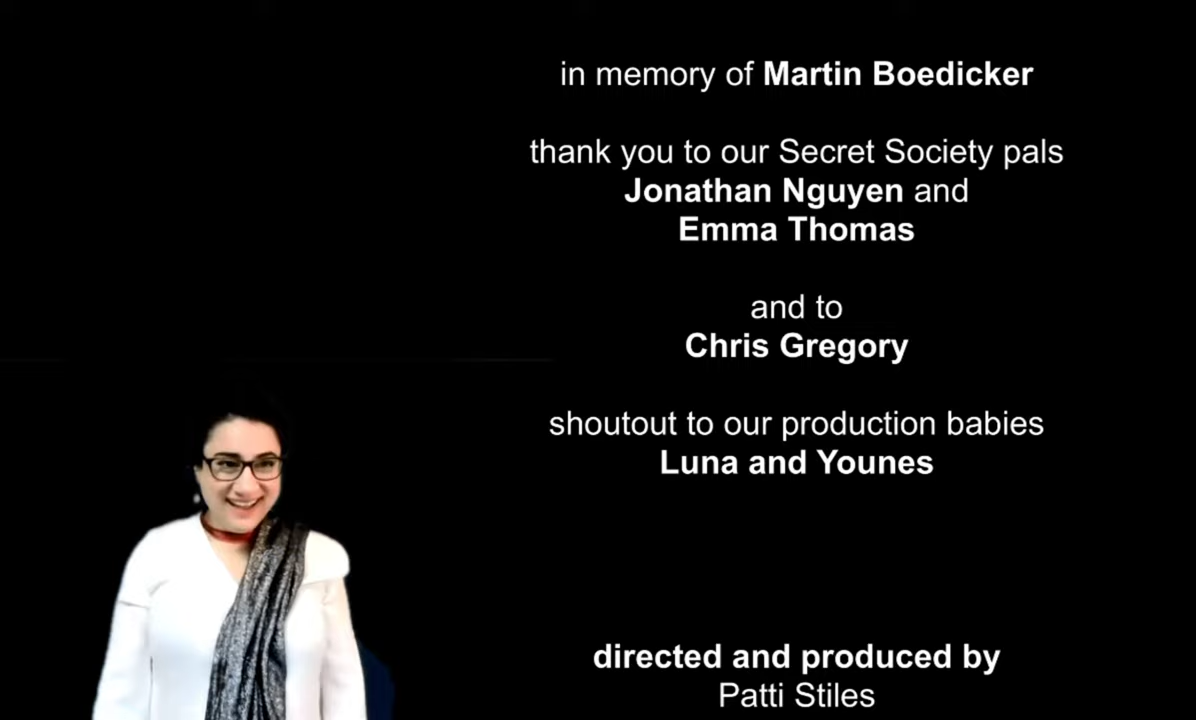 in memory of Martin Boedicker
thank you to our Secret Society pals
Jonathan Nguyen and
Emma Thomas
and to
Chris Gregory
shoutout to our production babies
Luna and Younes
directed and produced by
Patti Stiles